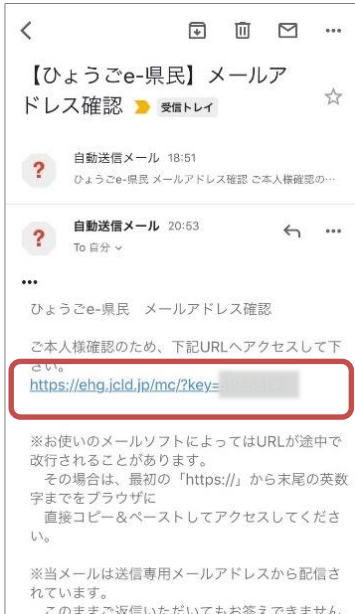 【ひょうごe-県民】メールア
ドレス確認 受信トレイ
自動送信メール 18:51
ひょうごe-県民 メールアドレス確認 ご本人様確認の…
自動送信メール 20:53
To 自分
ひょうごe-県民 メールアドレス確認
ご本人様確認のため、下記URLへアクセスして下
さい。
https://ehg.jcld.jp/mc/?key=
※お使いのメールソフトによってはURLが途中で
改行されることがあります。
その場合は、最初の「https://」から末尾の英数
字までをブラウザに
直接コピー＆ペーストしてアクセスしてくださ
い。
※当メールは送信専用メールアドレスから配信さ
れています。
このままご返信いただいてもお答えできません